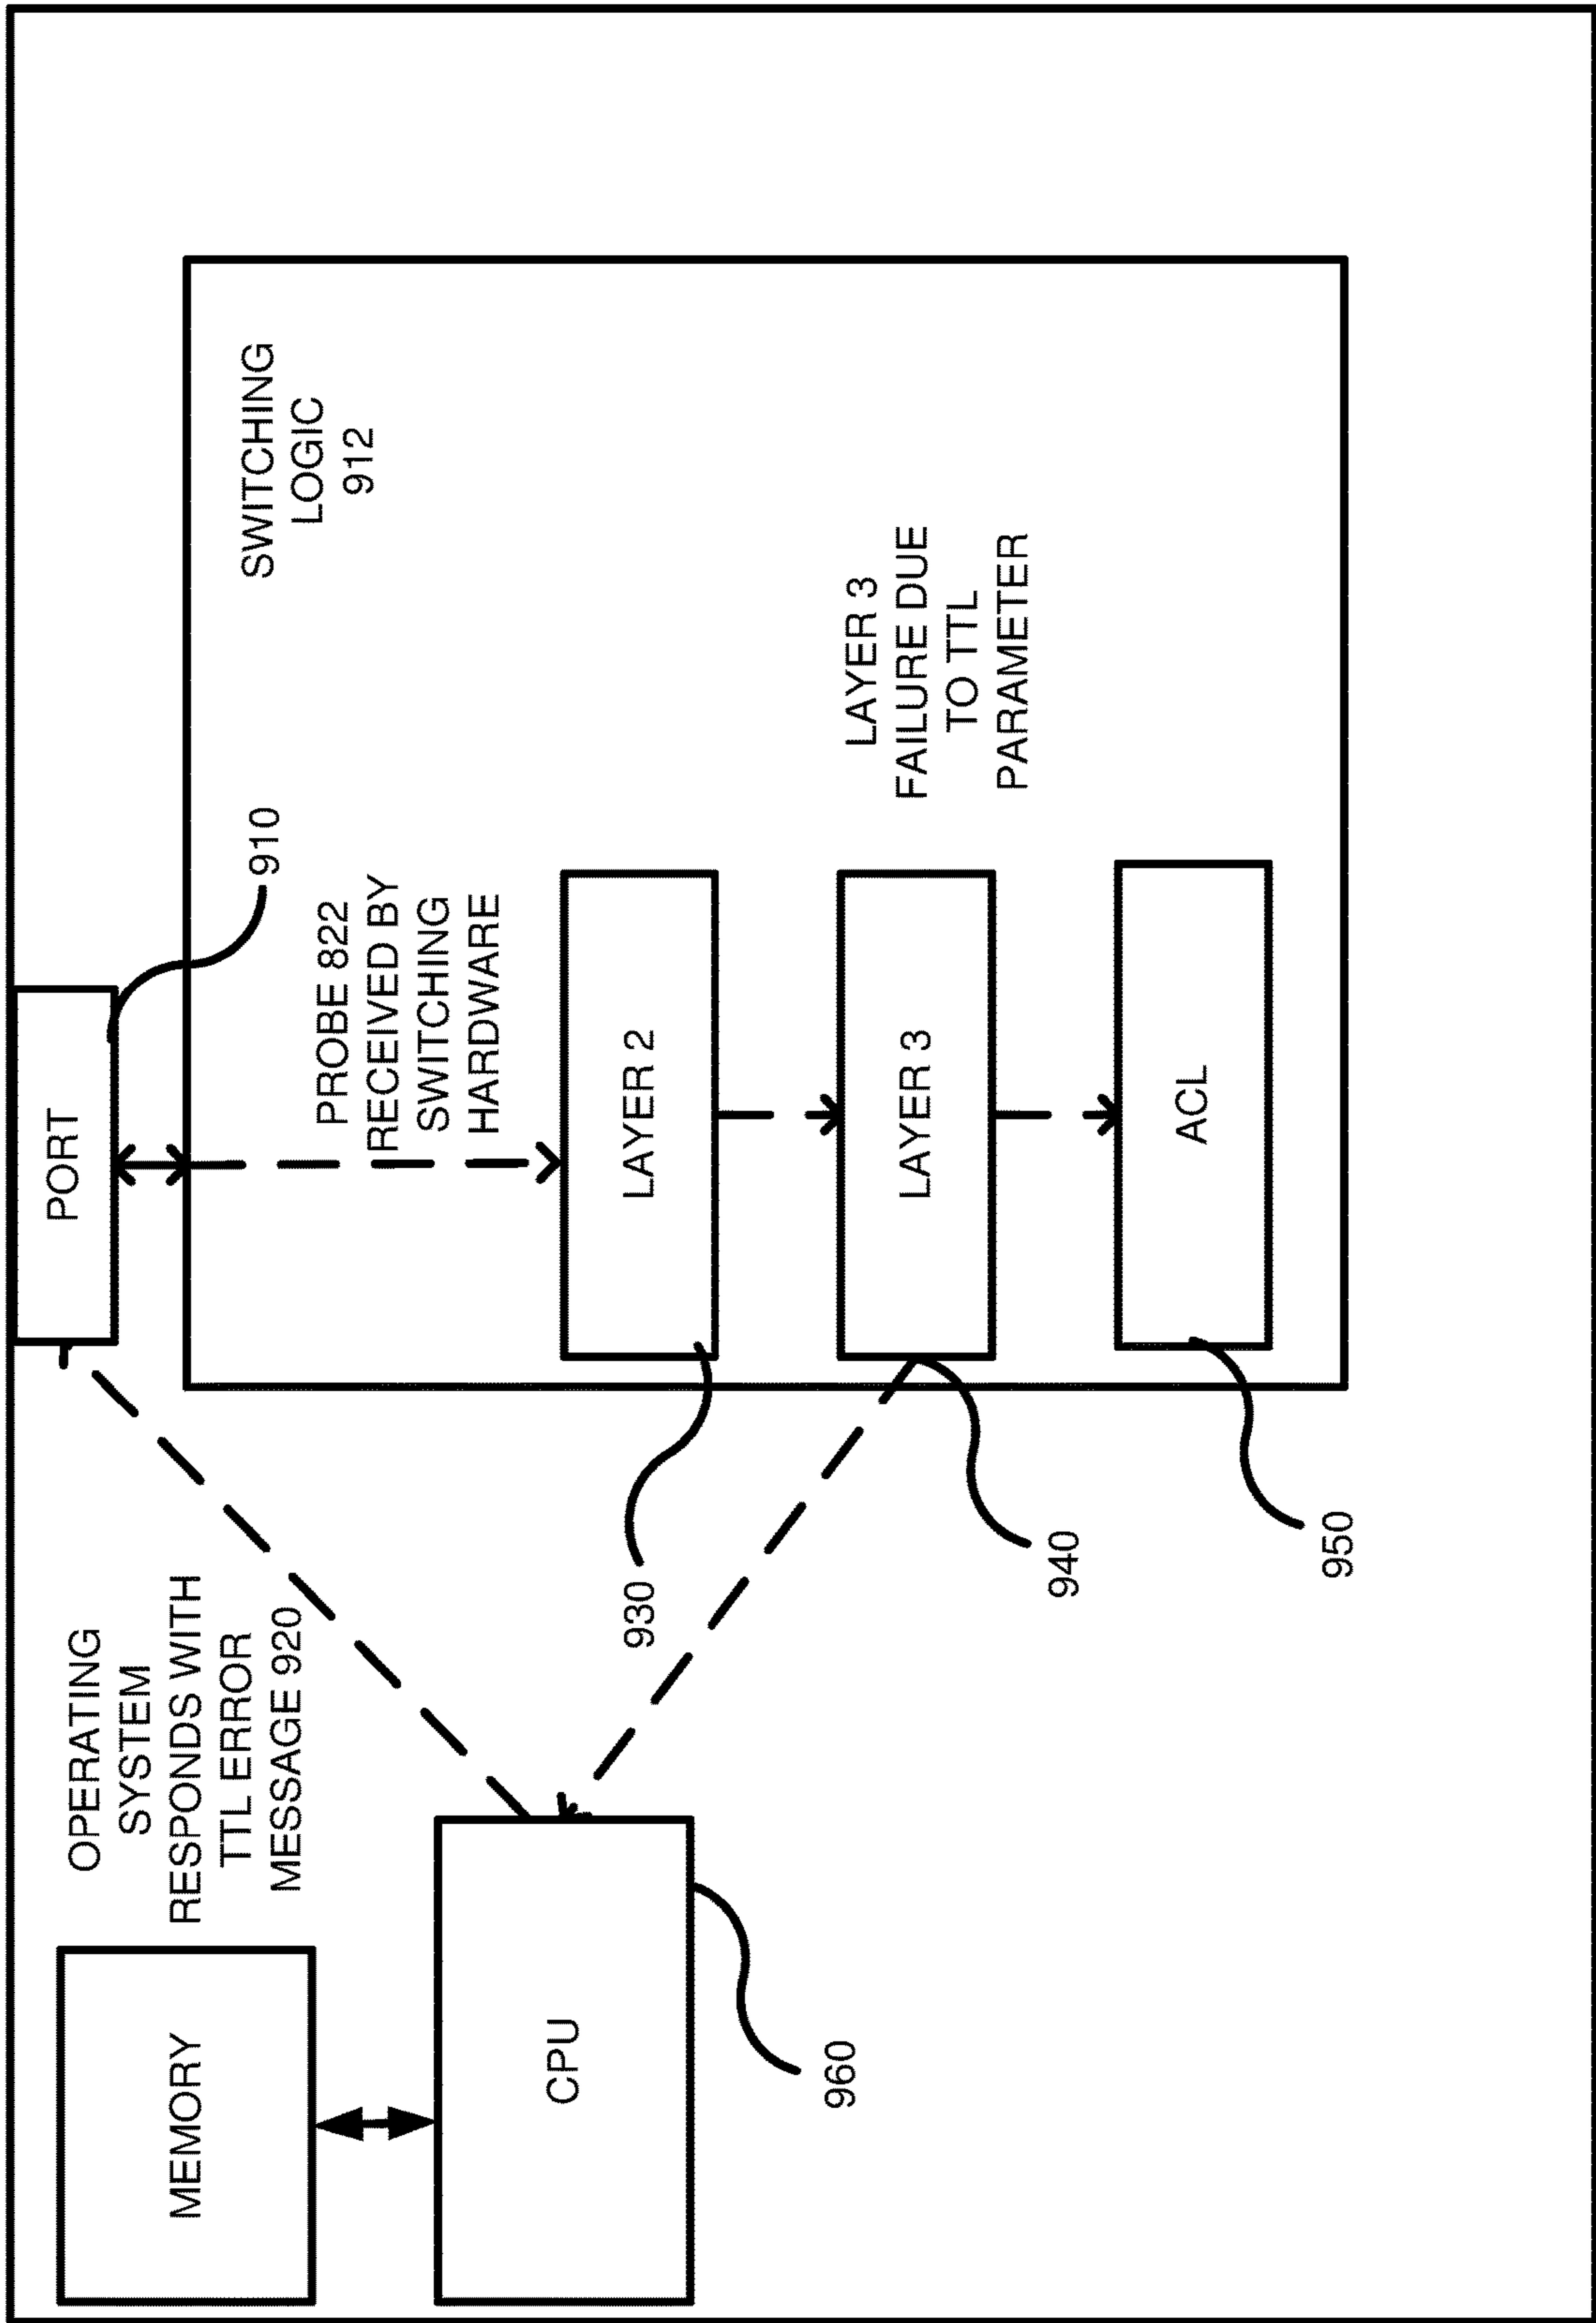 MEMORY
OPERATING
SYSTEM
RESPONDS WITH
TTL ERROR
MESSAGE 920
PORT
910
SWITCHING
LOGIC
912
PROBE 822
RECEIVED BY
SWITCHING
HARDWARE
CPU
960
930
LAYER 2
940
LAYER 3
LAYER 3
FAILURE DUE
TO TTL
PARAMETER
950
ACL